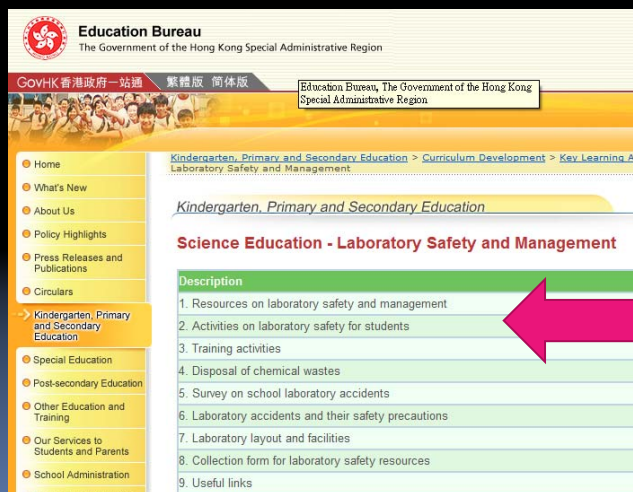 Education Bureau
The Government of the Hong Kong Special Administrative Region
GovHK香港政府一站通 繁體版 简体版
Education Bureau, The Government of the Hong Kong
Special Administrative Region
Home
What's New
About Us
Policy Highlights
Press Releases and
Publications
Circulars
Kindergarten, Primary
and Secondary
Education
Special Education
Post-secondary Education
Other Education and
Training
Our Services to
Students and Parents
School Administration
Kindergarten, Primary and Secondary Education > Curriculum Development > Key Learning A
Laboratory Safety and Management
Kindergarten, Primary and Secondary Education
Science Education - Laboratory Safety and Management
Description
1. Resources on laboratory safety and management
2. Activities on laboratory safety for students
3. Training activities
4. Disposal of chemical wastes
5. Survey on school laboratory accidents
6. Laboratory accidents and their safety precautions
7. Laboratory layout and facilities
8. Collection form for laboratory safety resources
9. Useful links